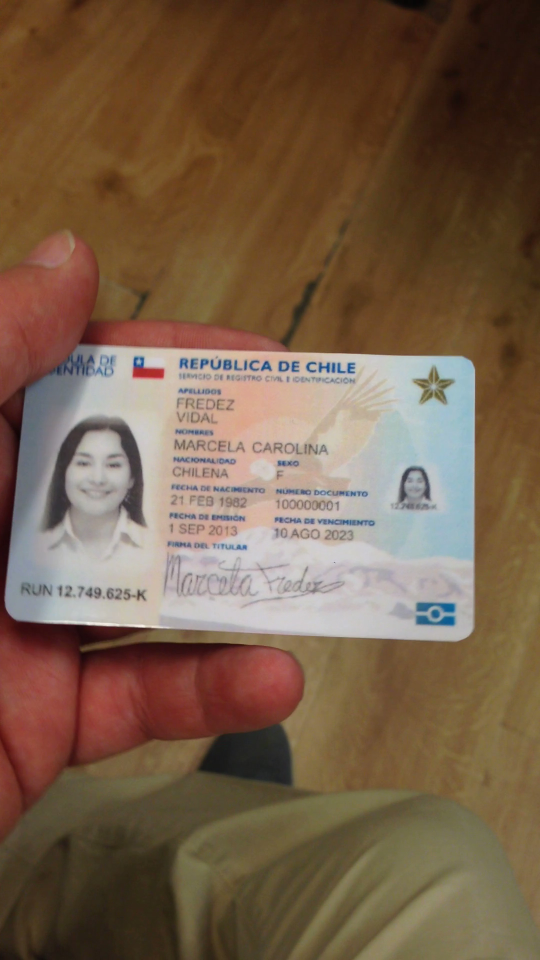 ULA DE
ENTIDAD
REPÚBLICA DE CHILE
SERVICIO DE REGISTRO CIVIL E IDENTIFICACIÓN
APELLIDOS
FREDEZ
VIDAL
NOMBRES
MARCELA CAROLINA
NACIONALIDAD SEXO
CHILENA F
FECHA DE NACIMIENTO NÚMERO DOCUMENTO
21 FEB 1982 100000001
FECHA DE EMISIÓN FECHA DE VENCIMIENTO
1 SEP 2013 10 AGO 2023
FIRMA DEL TITULAR
Marcela Fredez
RUN 12.749.625-K